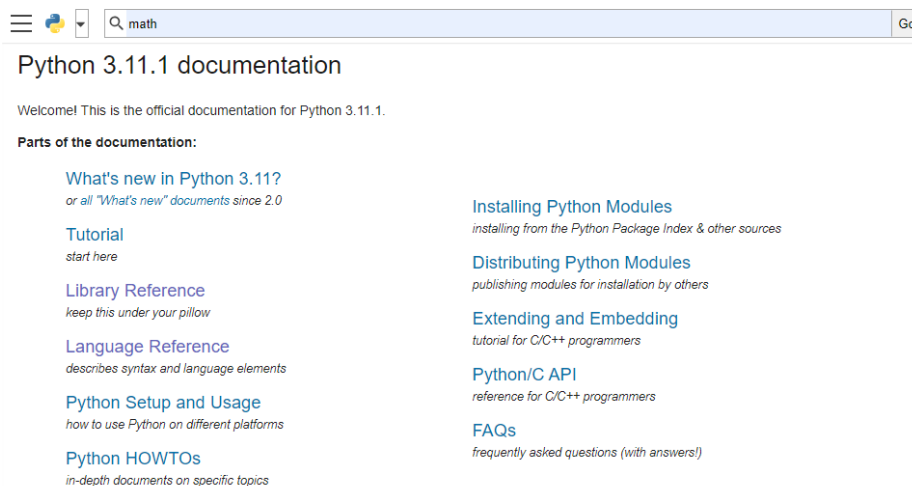 math
Go
Python 3.11.1 documentation
Welcome! This is the official documentation for Python 3.11.1.
Parts of the documentation:
What's new in Python 3.11?
or all "What's new" documents since 2.0
Tutorial
start here
Library Reference
keep this under your pillow
Language Reference
describes syntax and language elements
Python Setup and Usage
how to use Python on different platforms
Python HOWTOs
in-depth documents on specific topics
Installing Python Modules
installing from the Python Package Index & other sources
Distributing Python Modules
publishing modules for installation by others
Extending and Embedding
tutorial for C/C++ programmers
Python/C API
reference for C/C++ programmers
FAQs
frequently asked questions (with answers!)